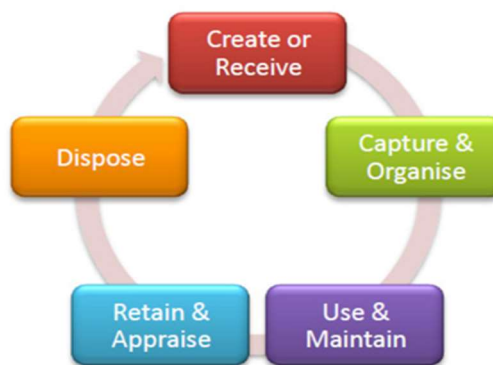 Create or
Receive
Capture &
Organise
Use &
Maintain
Retain &
Appraise
Dispose